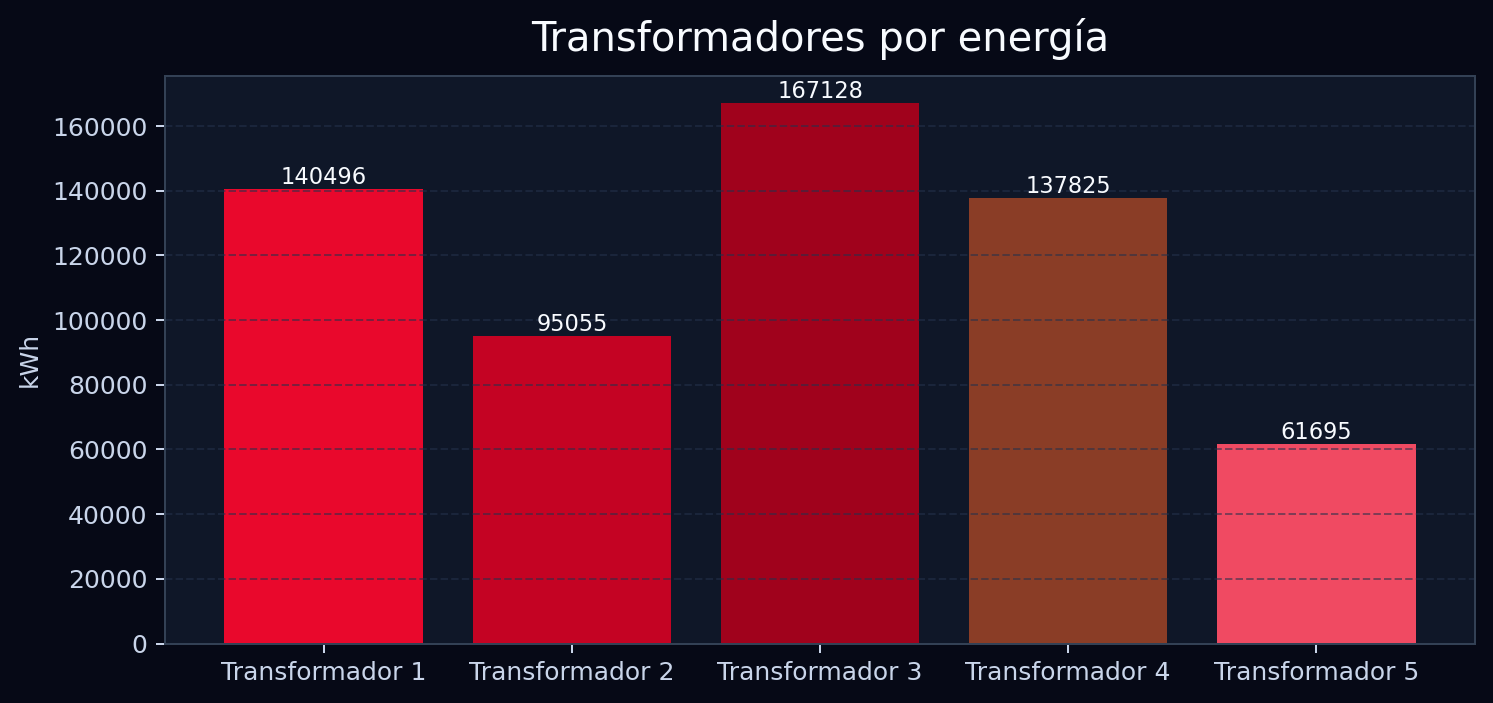 Transformadores por energía
kWh
160000
140000
120000
100000
80000
60000
40000
20000
0
140496
95055
167128
137825
61695
Transformador 1
Transformador 2
Transformador 3
Transformador 4
Transformador 5